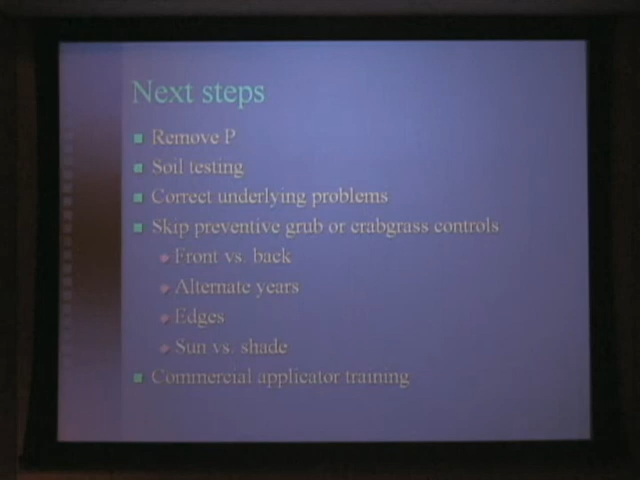 Next steps
Remove P
Soil testing
Correct underlying problems
Skip preventive grub or crabgrass controls
Front vs. back
Alternate years
Edges
Sun vs. shade
Commercial applicator training